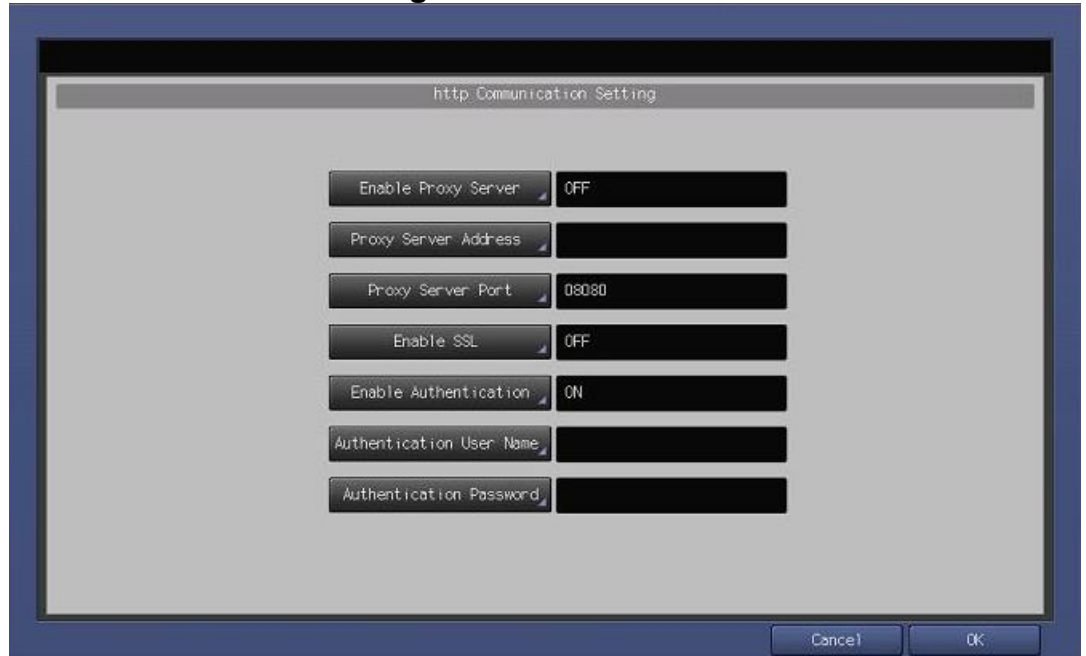 http Communication Setting
Enable Proxy Server OFF
Proxy Server Address
Proxy Server Port 08080
Enable SSL OFF
Enable Authentication ON
Authentication User Name
Authentication Password
Cancel OK